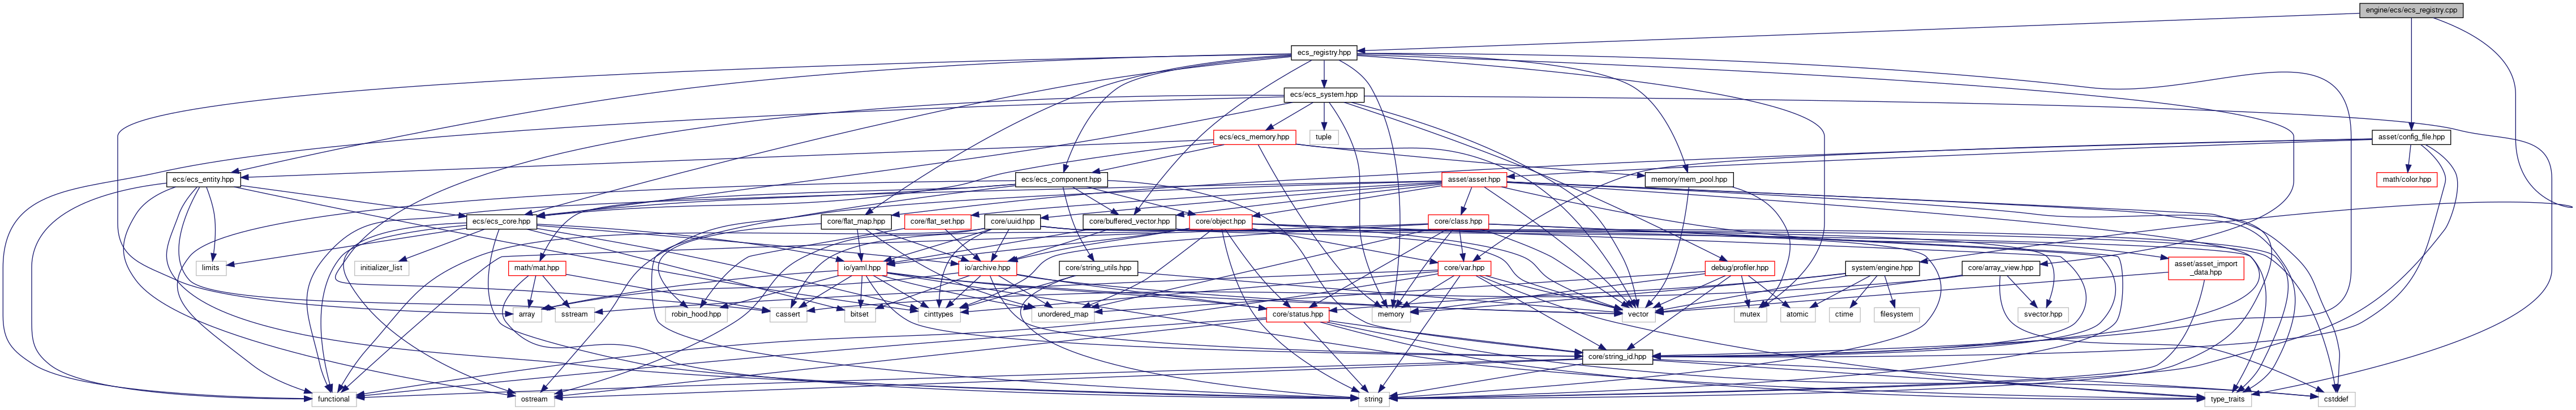 engine/ecs/ecs_registry.cpp
ecs_registry.hpp
ecs/ecs_system.hpp
ecs/ecs_memory.hpp
tuple
asset/config_file.hpp
ecs/ecs_entity.hpp
ecs/ecs_component.hpp
asset/asset.hpp
memory/mem_pool.hpp
math/color.hpp
ecs/ecs_core.hpp
core/flat_map.hpp
core/flat_set.hpp
core/uuid.hpp
core/buffered_vector.hpp
core/object.hpp
core/class.hpp
limits
initializer_list
math/mat.hpp
io/yaml.hpp
io/archive.hpp
core/string_utils.hpp
core/var.hpp
debug/profiler.hpp
system/engine.hpp
core/array_view.hpp
asset/asset_import
_data.hpp
array
sstream
robin_hood.hpp
cassert
bitset
cinttypes
unordered_map
core/status.hpp
memory
vector
mutex
atomic
ctime
filesystem
svector.hpp
core/string_id.hpp
functional
ostream
string
type_traits
cstddef